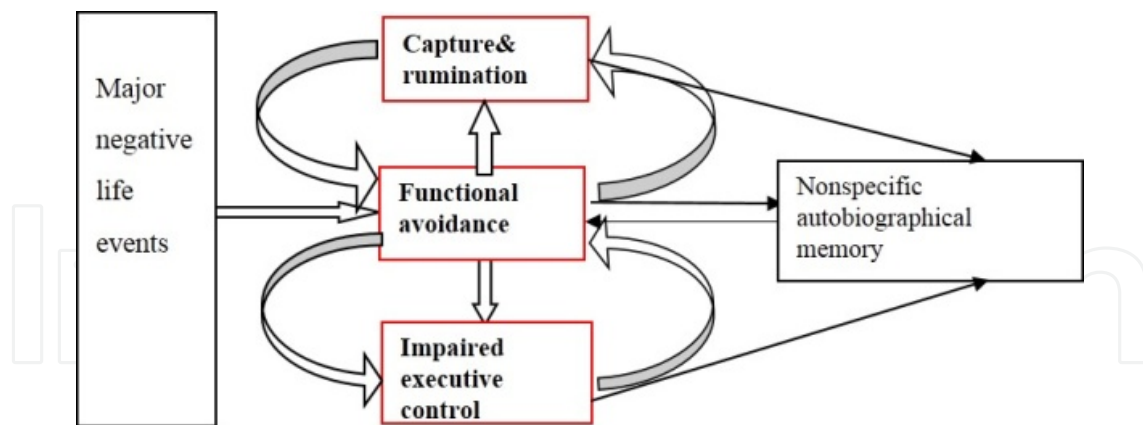 Major
negative
life
events
Capture&
rumination
Functional
avoidance
Impaired
executive
control
Nonspecific
autobiographical
memory